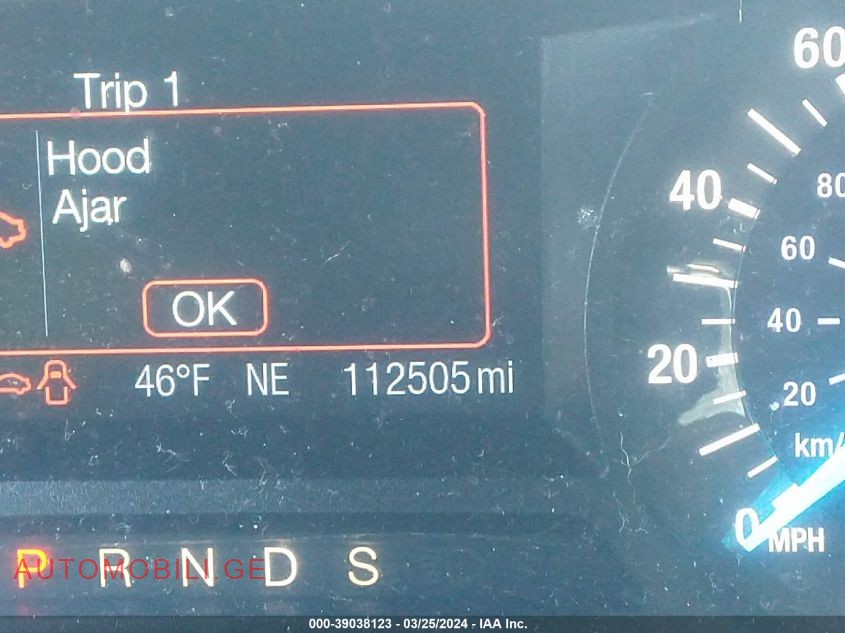 Trip 1
Hood
Ajar
OK
46°F NE 112505 mi
P R N D S
AUTOMOBILI.GE
60
40
20
0 MPH
80
60
40
20
km/
000-39038123 - 03/25/2024 - IAA Inc.